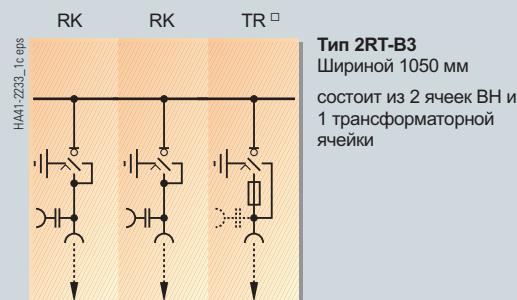 RK RK TR □
HA41-2233_1c eps
Тип 2RT-B3
Шириной 1050 мм
состоит из 2 ячеек ВН и
1 трансформаторной
ячейки